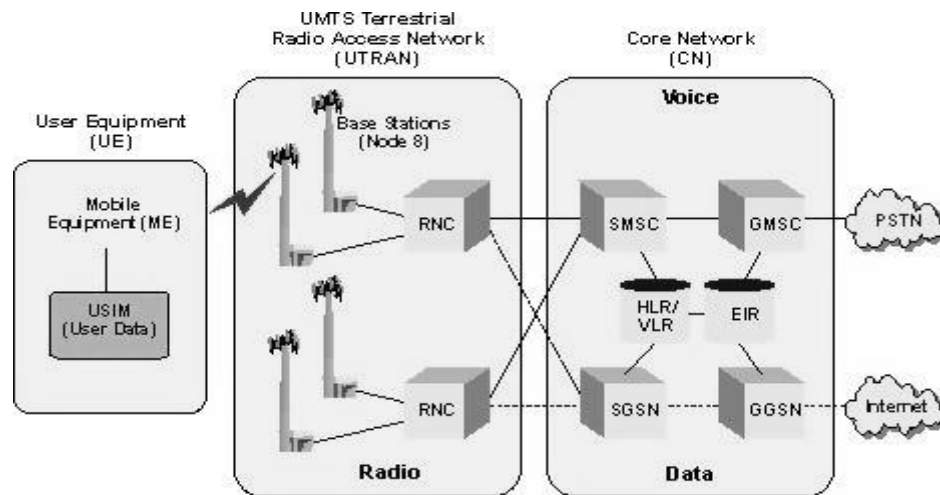 UMTS Terrestrial
Radio Access Network
(UTRAN)
Core Network
(CN)
User Equipment
(UE)
Mobile
Equipment (ME)
USIM
(User Data)
Base Stations
(Node 8)
RNC
RNC
Radio
Voice
SMSC
GMSC
HLR/
VLR
EIR
SGSN
GGSN
Data
PSTN
Internet